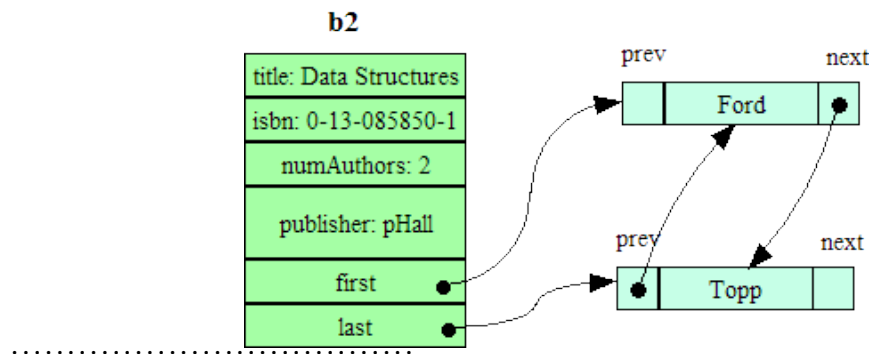 b2
title: Data Structures
isbn: 0-13-085850-1
numAuthors: 2
publisher: pHall
first
last
prev
next
Ford
prev
next
Topp